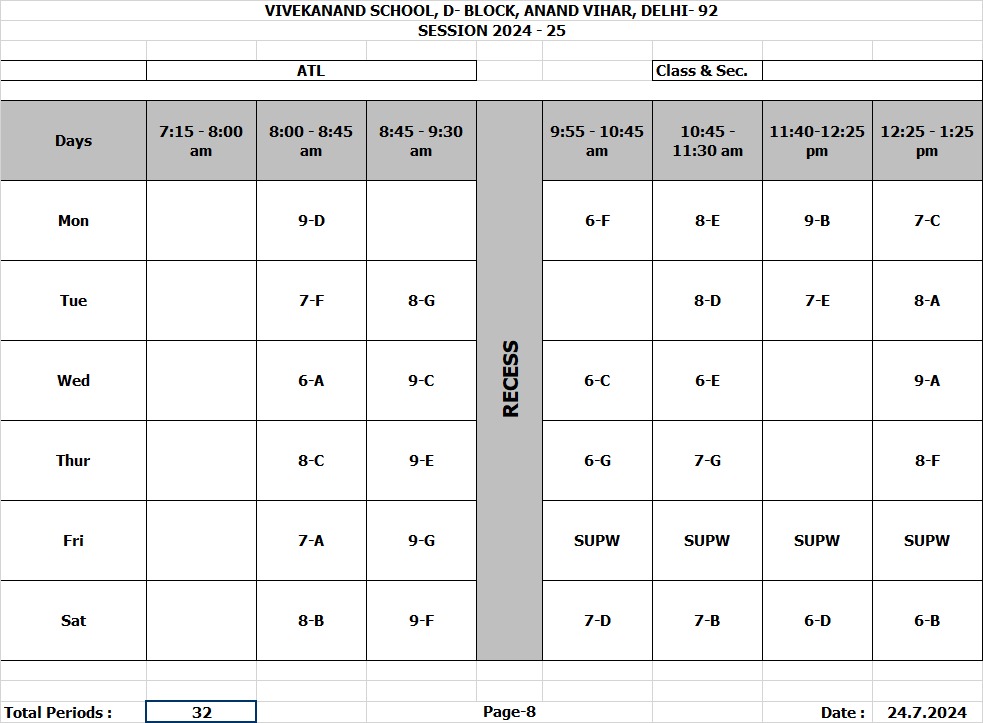 VIVEKANAND SCHOOL, D- BLOCK, ANAND VIHAR, DELHI- 92
SESSION 2024 - 25
ATL Class & Sec.
Days 7:15 - 8:00 am 8:00 - 8:45 am 8:45 - 9:30 am 9:55 - 10:45 am 10:45 - 11:30 am 11:40-12:25 pm 12:25 - 1:25 pm
Mon 9-D 6-F 8-E 9-B 7-C
Tue 7-F 8-G 8-D 7-E 8-A
RECESS
Wed 6-A 9-C 6-C 6-E 9-A
Thur 8-C 9-E 6-G 7-G 8-F
Fri 7-A 9-G SUPW SUPW SUPW SUPW
Sat 8-B 9-F 7-D 7-B 6-D 6-B
Total Periods : 32 Page-8 Date : 24.7.2024